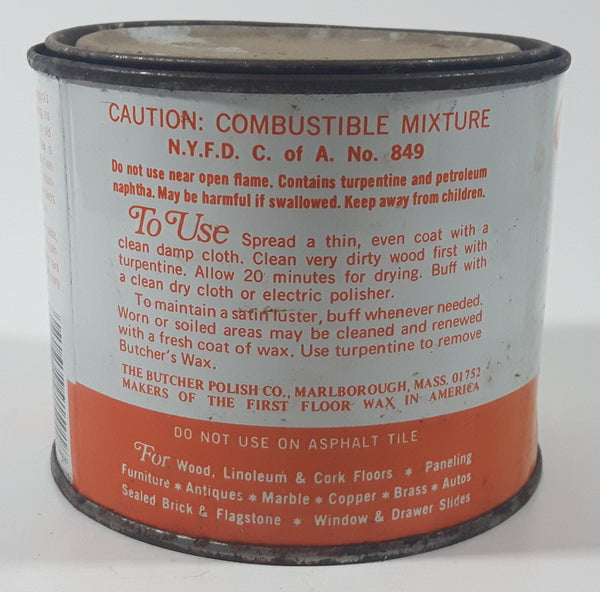 CAUTION: COMBUSTIBLE MIXTURE
N.Y.F.D. C. of A. No. 849
Do not use near open flame. Contains turpentine and petroleum
naphtha. May be harmful if swallowed. Keep away from children.
To Use Spread a thin, even coat with a
clean damp cloth. Clean very dirty wood first with
turpentine. Allow 20 minutes for drying. Buff with
a clean dry cloth or electric polisher.
To maintain a satin luster, buff whenever needed.
Worn or soiled areas may be cleaned and renewed
with a fresh coat of wax. Use turpentine to remove
Butcher's Wax.
THE BUTCHER POLISH CO., MARLBOROUGH, MASS. 01752
MAKERS OF THE FIRST FLOOR WAX IN AMERICA
DO NOT USE ON ASPHALT TILE
For Wood, Linoleum & Cork Floors * Paneling
Furniture * Antiques * Marble * Copper * Brass * Autos
Sealed Brick & Flagstone * Window & Drawer Slides